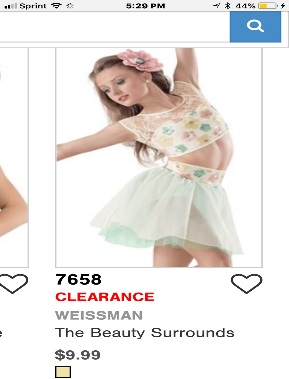 Sprint 5:29 PM 44%
7658
CLEARANCE
WEISSMAN
The Beauty Surrounds
$9.99